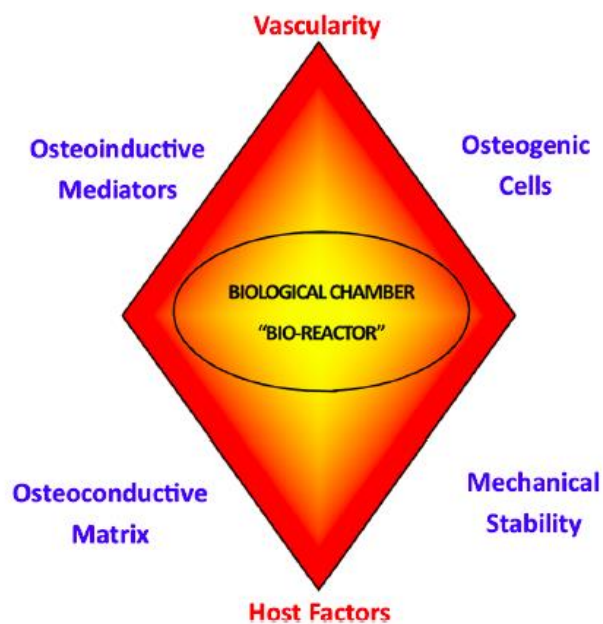 Vascularity
Osteoinductive
Mediators
Osteogenic
Cells
BIOLOGICAL CHAMBER
"BIO-REACTOR"
Osteoconductive
Matrix
Mechanical
Stability
Host Factors